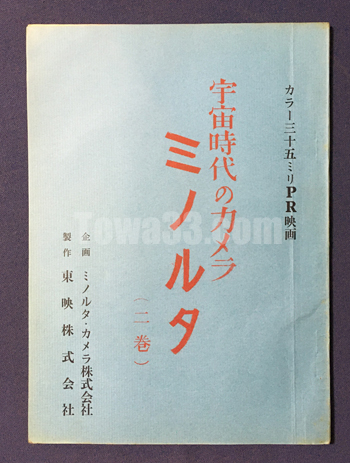 カラー三十五ミリPR映画
宇宙時代のカメラ
ミノルタ
(二巻)
企画 ミノルタ・カメラ株式会社
製作 東映株式会社
Towa33.com